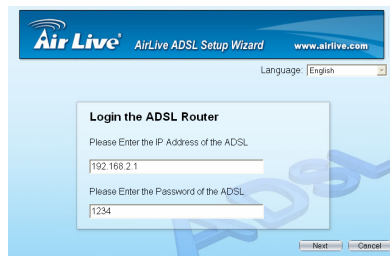 Air Live® AirLive ADSL Setup Wizard www.airlive.com
Language: English
Login the ADSL Router
Please Enter the IP Address of the ADSL
192.168.2.1
Please Enter the Password of the ADSL
1234
ADSL
Next Cancel